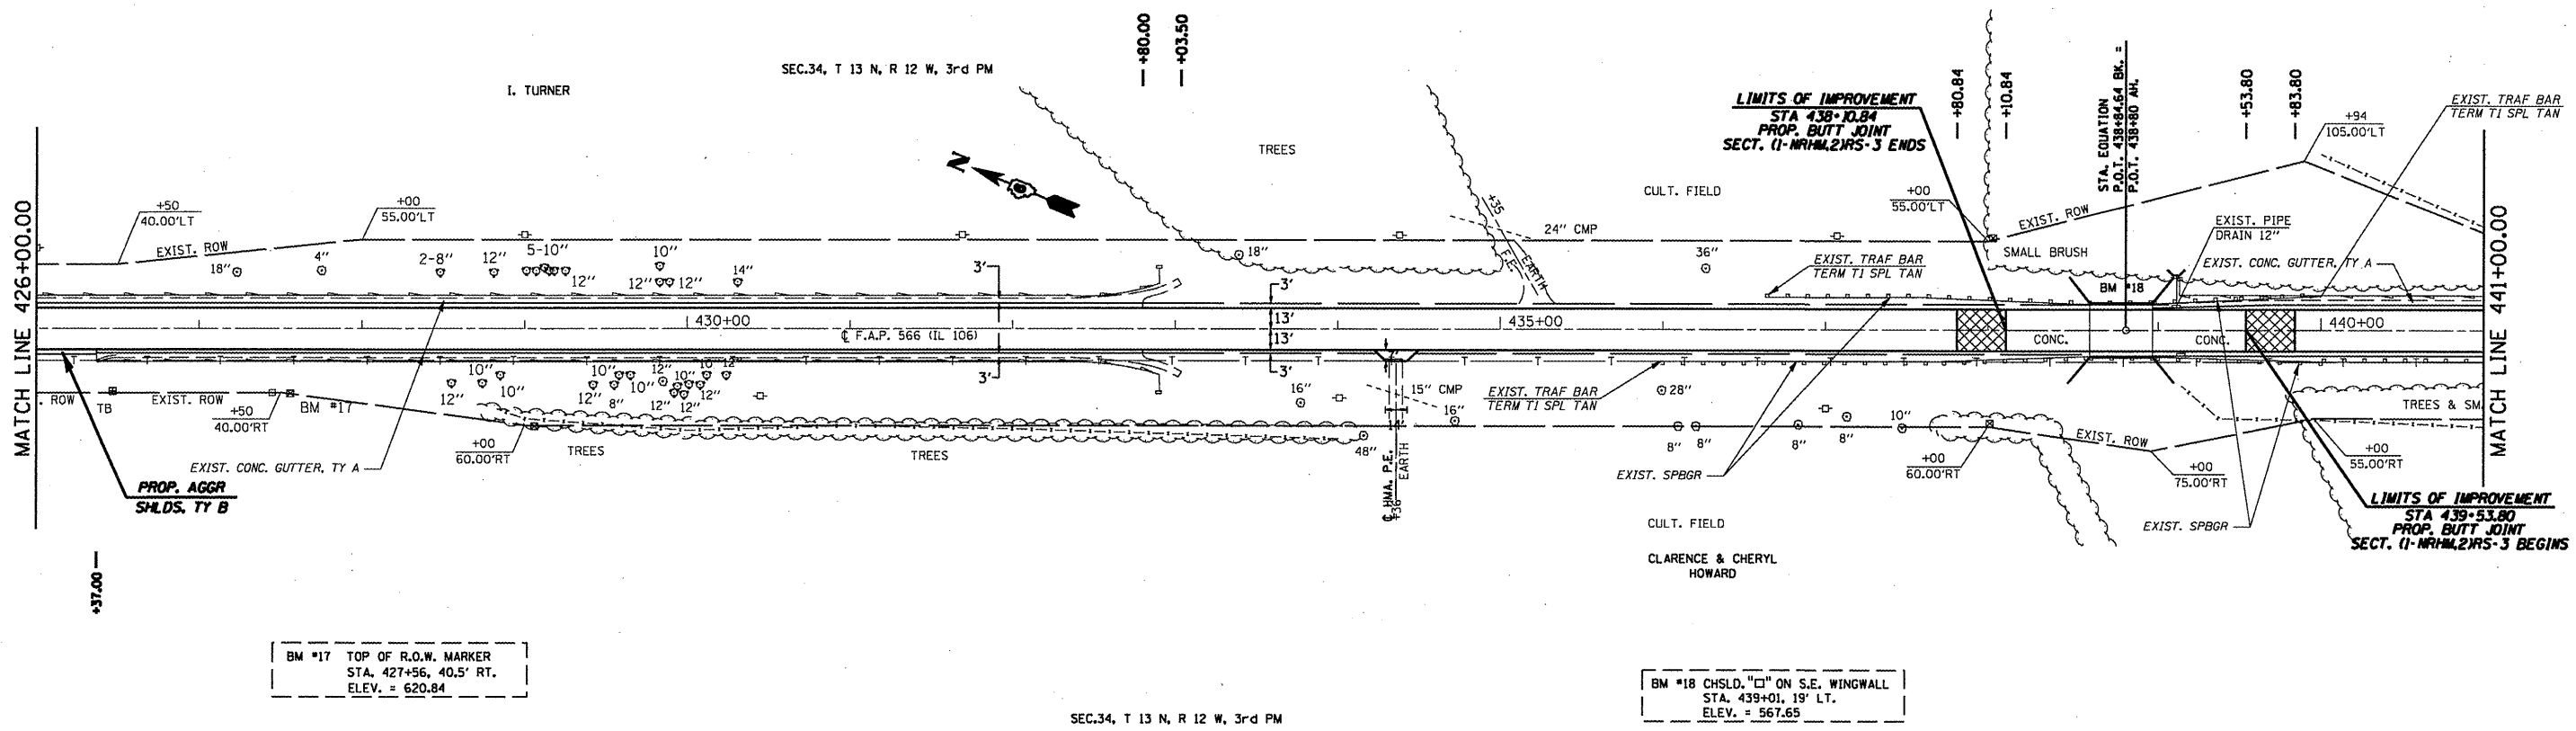 +80.00
+03.50
SEC.34, T 13 N, R 12 W, 3rd PM
I. TURNER
LIMITS OF IMPROVEMENT
STA 438+10.84
PROP. BUTT JOINT
SECT. (1-NRHM,2)RS-3 ENDS
+80.84
+10.84
STA. EQUATION
P.O.T. 438+84.64 BK. =
P.O.T. 438+80 AH.
+53.80
+83.80
EXIST. TRAF BAR
TERM T1 SPL TAN
+94
105.00'LT
TREES
N
CULT. FIELD
+50
40.00'LT
+00
55.00'LT
+00
55.00'LT
EXIST. ROW
EXIST. ROW
+35
24" CMP
EXIST. PIPE
DRAIN 12"
SMALL BRUSH
EXIST. CONC. GUTTER, TY A
18"
4"
2-8"
12"
5-10"
12"
10"
12"
12"
14"
3'
18"
F.E.
EARTH
36"
EXIST. TRAF BAR
TERM T1 SPL TAN
BM #18
3'
13'
13'
3'
3'
MATCH LINE 426+00.00
430+00
435+00
440+00
MATCH LINE 441+00.00
℄ F.A.P. 566 (IL 106)
CONC.
CONC.
ROW
TB
EXIST. ROW
+50
40.00'RT
BM #17
12"
10"
10"
12"
10"
8"
10"
12"
12"
10"
12"
10
12"
12"
16"
2'
15" CMP
16"
14'
EXIST. TRAF BAR
TERM T1 SPL TAN
28"
8"
8"
8"
8"
10"
TREES & SM.
EXIST. ROW
+00
60.00'RT
TREES
TREES
48"
EXIST. CONC. GUTTER, TY A
PROP. AGGR
SHLDS. TY B
℄ HMA. P.E.
+36
EARTH
EXIST. SPBGR
+00
60.00'RT
+00
75.00'RT
+00
55.00'RT
LIMITS OF IMPROVEMENT
STA 439+53.80
PROP. BUTT JOINT
SECT. (1-NRHM,2)RS-3 BEGINS
EXIST. SPBGR
CULT. FIELD
CLARENCE & CHERYL
HOWARD
+37.00
BM #17 TOP OF R.O.W. MARKER
STA. 427+56, 40.5' RT.
ELEV. = 620.84
BM #18 CHSLD. "□" ON S.E. WINGWALL
STA. 439+01, 19' LT.
ELEV. = 567.65
SEC.34, T 13 N, R 12 W, 3rd PM